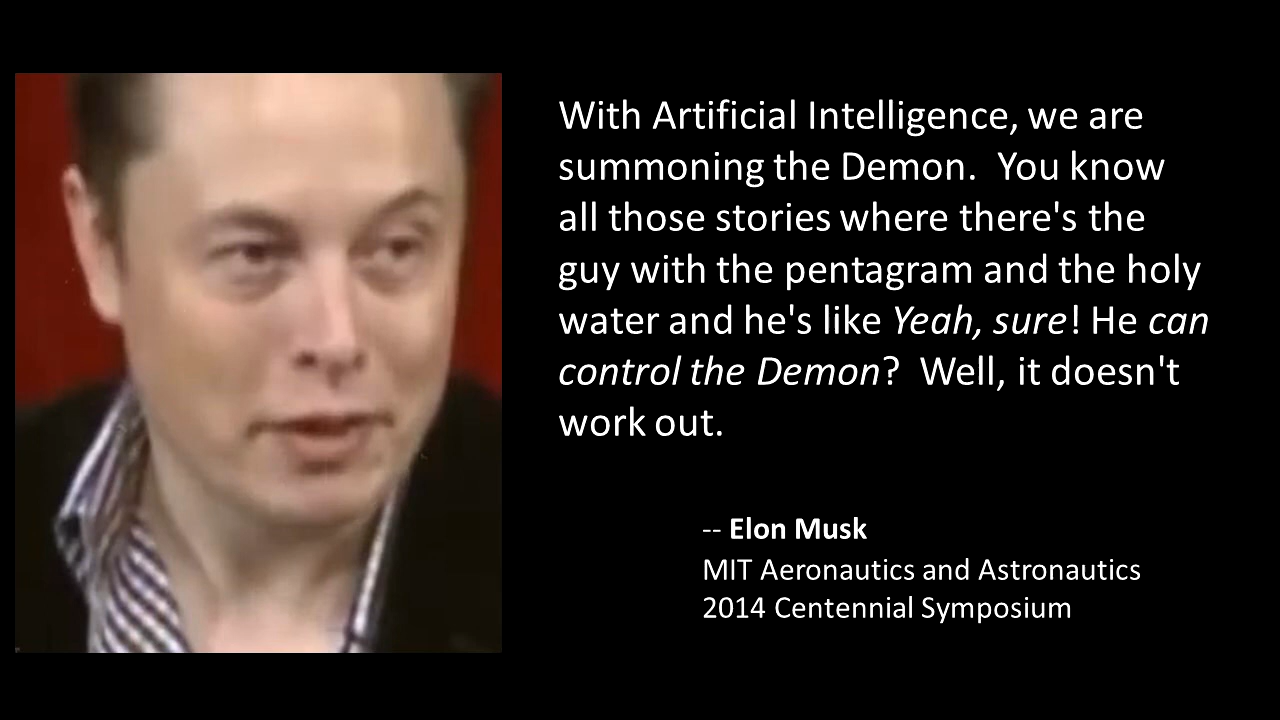 With Artificial Intelligence, we are
summoning the Demon.  You know
all those stories where there's the
guy with the pentagram and the holy
water and he's like Yeah, sure! He can
control the Demon?  Well, it doesn't
work out.
-- Elon Musk
MIT Aeronautics and Astronautics
2014 Centennial Symposium